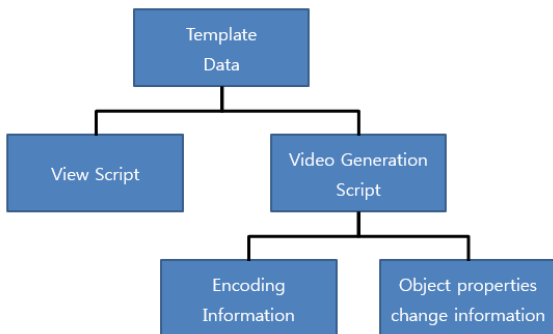 Template
Data
View Script
Video Generation
Script
Encoding
Information
Object properties
change information